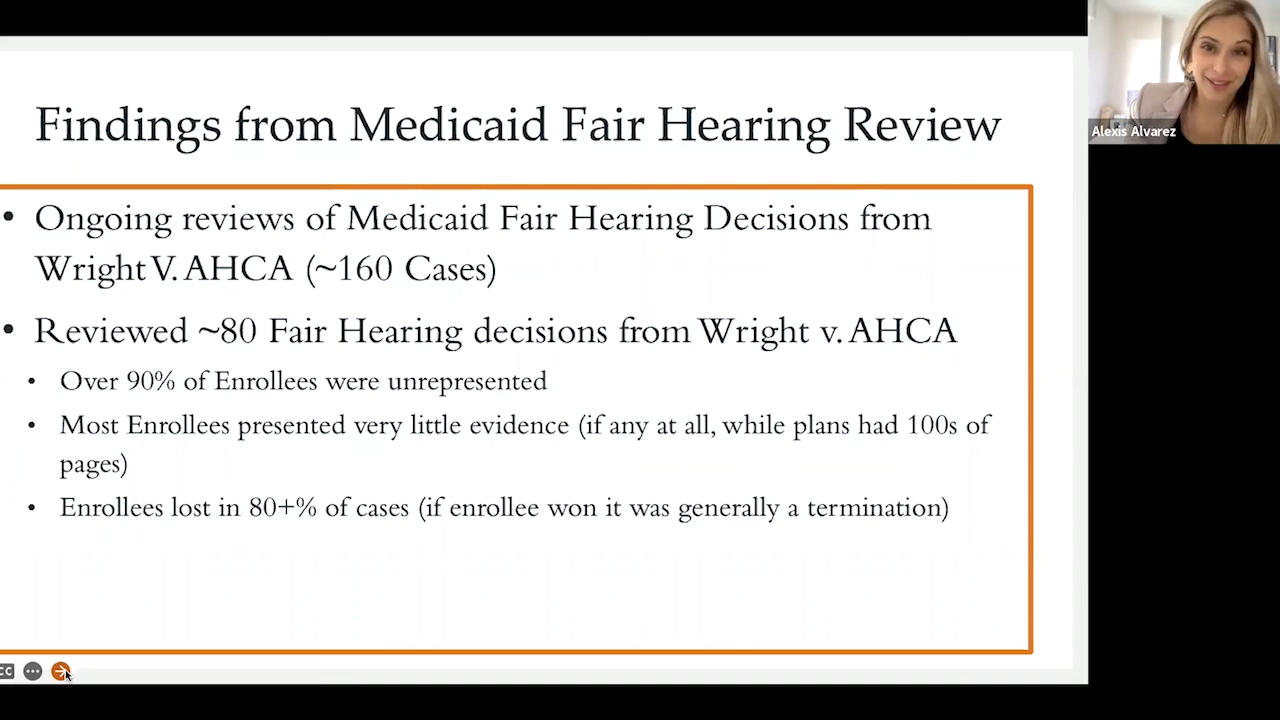 Findings from Medicaid Fair Hearing Review
Alexis Alvarez
• Ongoing reviews of Medicaid Fair Hearing Decisions from
Wright V. AHCA (~160 Cases)
• Reviewed ~80 Fair Hearing decisions from Wright v. AHCA
• Over 90% of Enrollees were unrepresented
• Most Enrollees presented very little evidence (if any at all, while plans had 100s of
pages)
• Enrollees lost in 80+% of cases (if enrollee won it was generally a termination)
CC